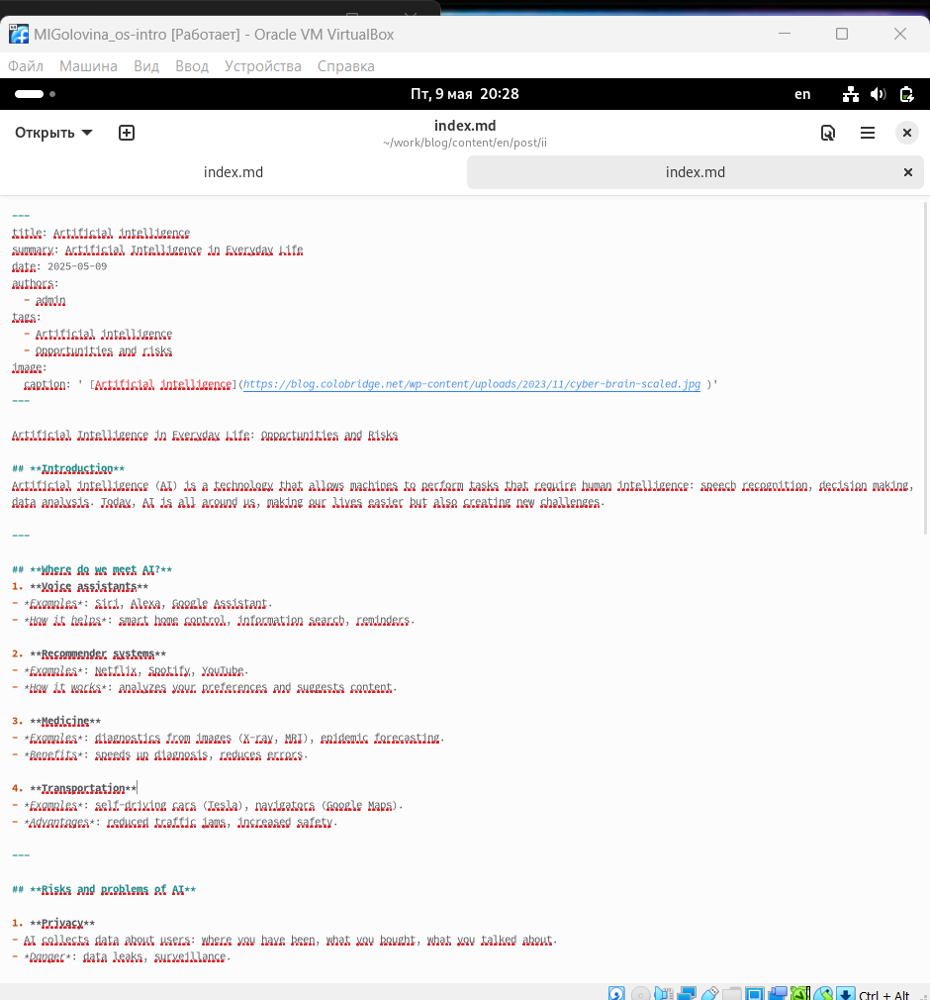 MIGolovina_os-intro [Работает] - Oracle VM VirtualBox
Файл Машина Вид Ввод Устройства Справка
Пт, 9 мая 20:28
en
Открыть
index.md
~/work/blog/content/en/post/ii
index.md
index.md
---
title: Artificial intelligence
summary: Artificial Intelligence in Everyday Life
date: 2025-05-09
authors:
  - admin
tags:
  - Artificial intelligence
  - Opportunities and risks
image:
  caption: ' [Artificial intelligence](https://blog.colobridge.net/wp-content/uploads/2023/11/cyber-brain-scaled.jpg )'
---
Artificial Intelligence in Everyday Life: Opportunities and Risks
## **Introduction**
Artificial intelligence (AI) is a technology that allows machines to perform tasks that require human intelligence: speech recognition, decision making,
data analysis. Today, AI is all around us, making our lives easier but also creating new challenges.
---
## **Where do we meet AI?**
1. **Voice assistants**
- *Examples*: Siri, Alexa, Google Assistant.
- *How it helps*: smart home control, information search, reminders.
2. **Recommender systems**
- *Examples*: Netflix, Spotify, YouTube.
- *How it works*: analyzes your preferences and suggests content.
3. **Medicine**
- *Examples*: diagnostics from images (X-ray, MRI), epidemic forecasting.
- *Benefits*: speeds up diagnosis, reduces errors.
4. **Transportation**
- *Examples*: self-driving cars (Tesla), navigators (Google Maps).
- *Advantages*: reduced traffic jams, increased safety.
---
## **Risks and problems of AI**
1. **Privacy**
- AI collects data about users: where you have been, what you bought, what you talked about.
- *Danger*: data leaks, surveillance.
Ctrl + Alt